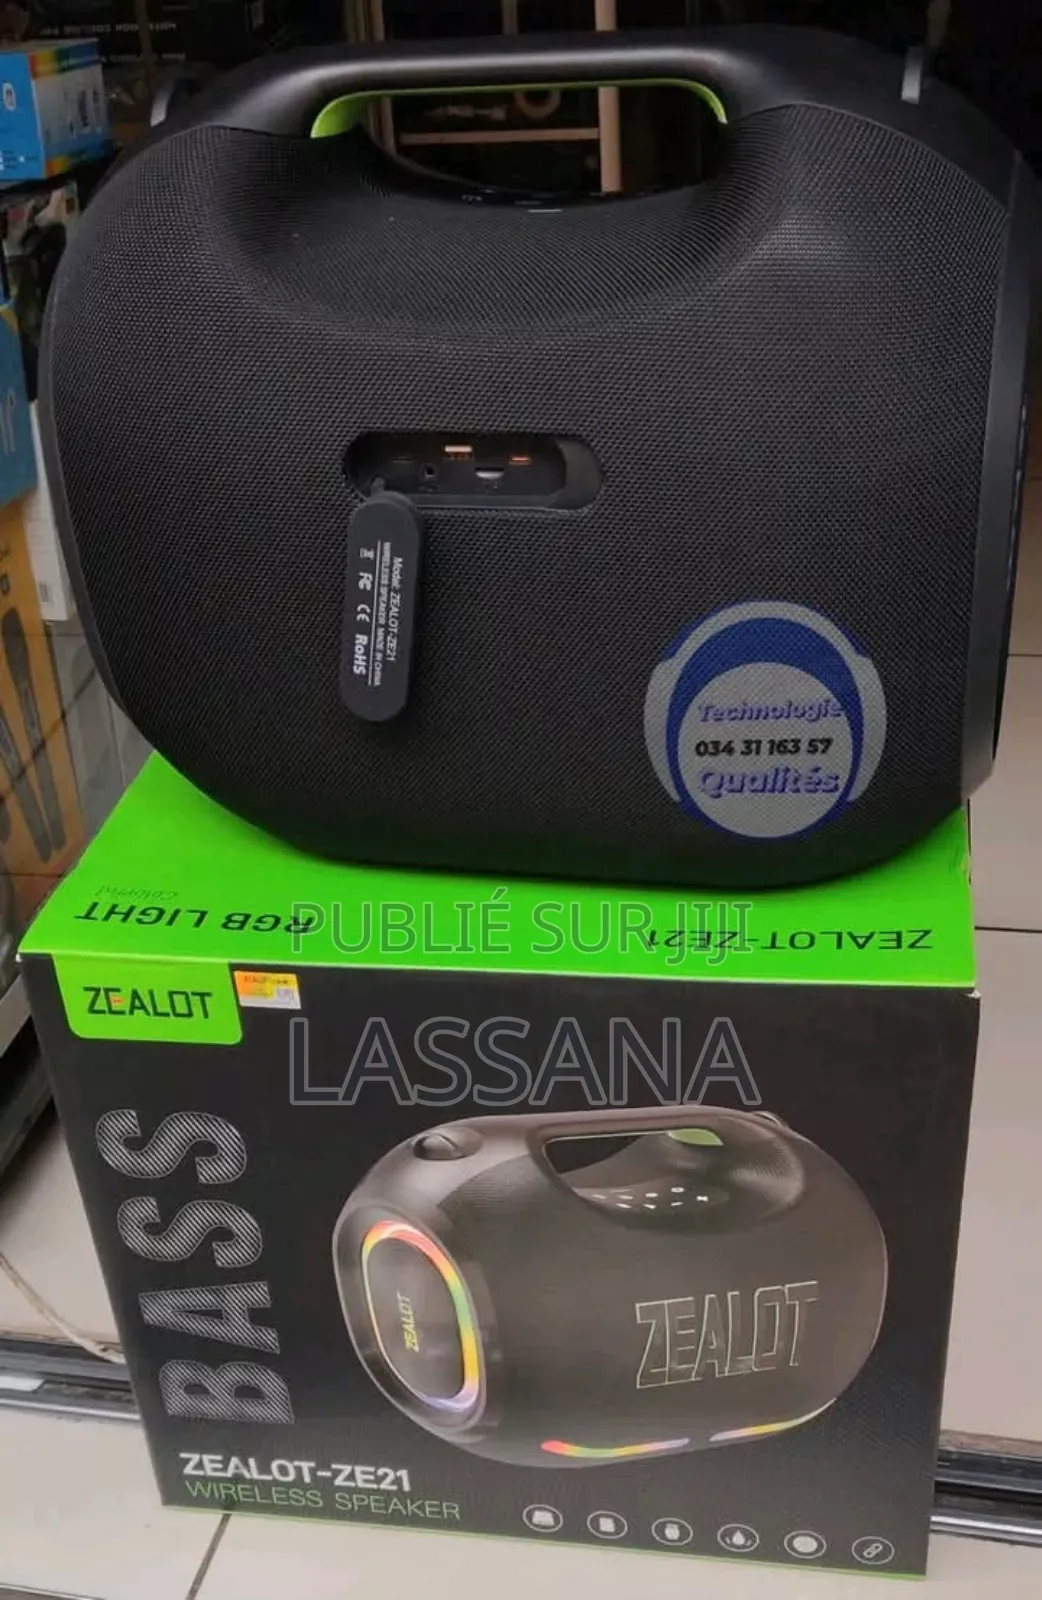 Model: ZEALOT-ZE21
WIRELESS SPEAKER MADE IN CHINA
FC CE RoHS
Technologie
034 31 163 57
Qualités
Colorful
RGB LIGHT
ZEALOT-ZE21
PUBLIÉ SUR JIJI
ZEALOT
LASSANA
BASS
ZEALOT
ZEALOT
ZEALOT-ZE21
WIRELESS SPEAKER